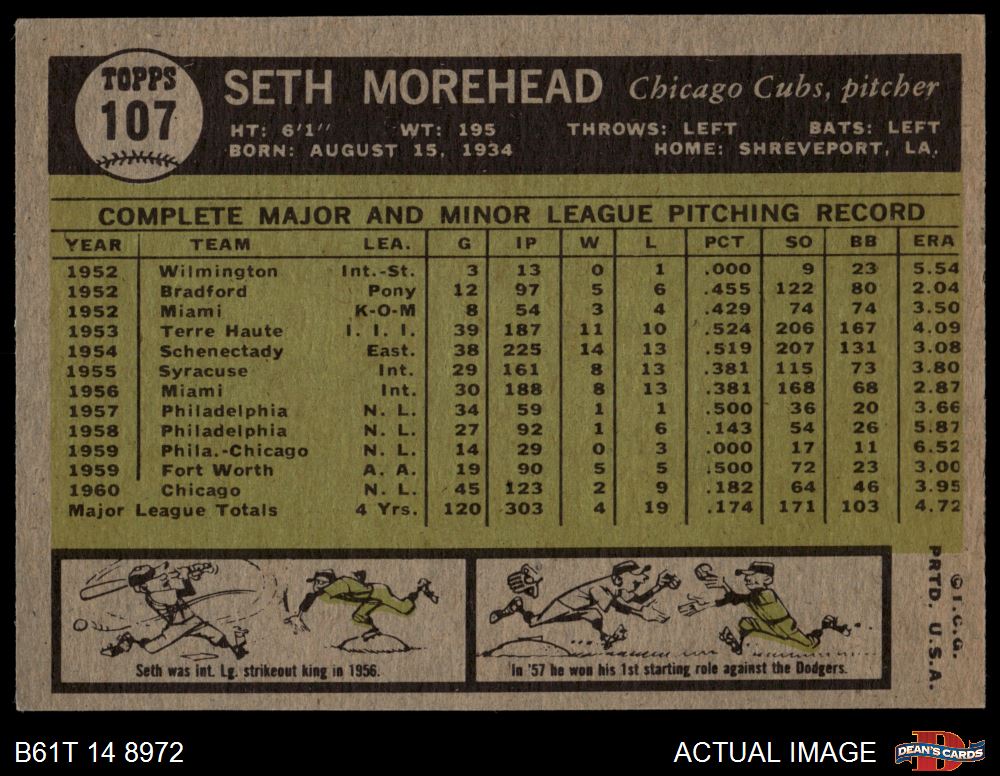 TOPPS
107
SETH MOREHEAD Chicago Cubs, pitcher
HT: 6'1" WT: 195 THROWS: LEFT BATS: LEFT
BORN: AUGUST 15, 1934 HOME: SHREVEPORT, LA.
COMPLETE MAJOR AND MINOR LEAGUE PITCHING RECORD
YEAR TEAM LEA. G IP W L PCT SO BB ERA
1952 Wilmington Int.-St. 3 13 0 1 .000 9 23 5.54
1952 Bradford Pony 12 97 5 6 .455 122 80 2.04
1952 Miami K-O-M 8 54 3 4 .429 74 74 3.50
1953 Terre Haute I. I. I. 39 187 11 10 .524 206 167 4.09
1954 Schenectady East. 38 225 14 13 .519 207 131 3.08
1955 Syracuse Int. 29 161 8 13 .381 115 73 3.80
1956 Miami Int. 30 188 8 13 .381 168 68 2.87
1957 Philadelphia N. L. 34 59 1 1 .500 36 20 3.66
1958 Philadelphia N. L. 27 92 1 6 .143 54 26 5.87
1959 Phila.-Chicago N. L. 14 29 0 3 .000 17 11 6.52
1959 Fort Worth A. A. 19 90 5 5 .500 72 23 3.00
1960 Chicago N. L. 45 123 2 9 .182 64 46 3.95
Major League Totals 4 Yrs. 120 303 4 19 .174 171 103 4.72
Seth was Int. Lg. strikeout king in 1956.
In '57 he won his 1st starting role against the Dodgers.
© T.C.G.
PRTD. U.S.A.
B61T 14 8972 ACTUAL IMAGE
DEAN'S CARDS